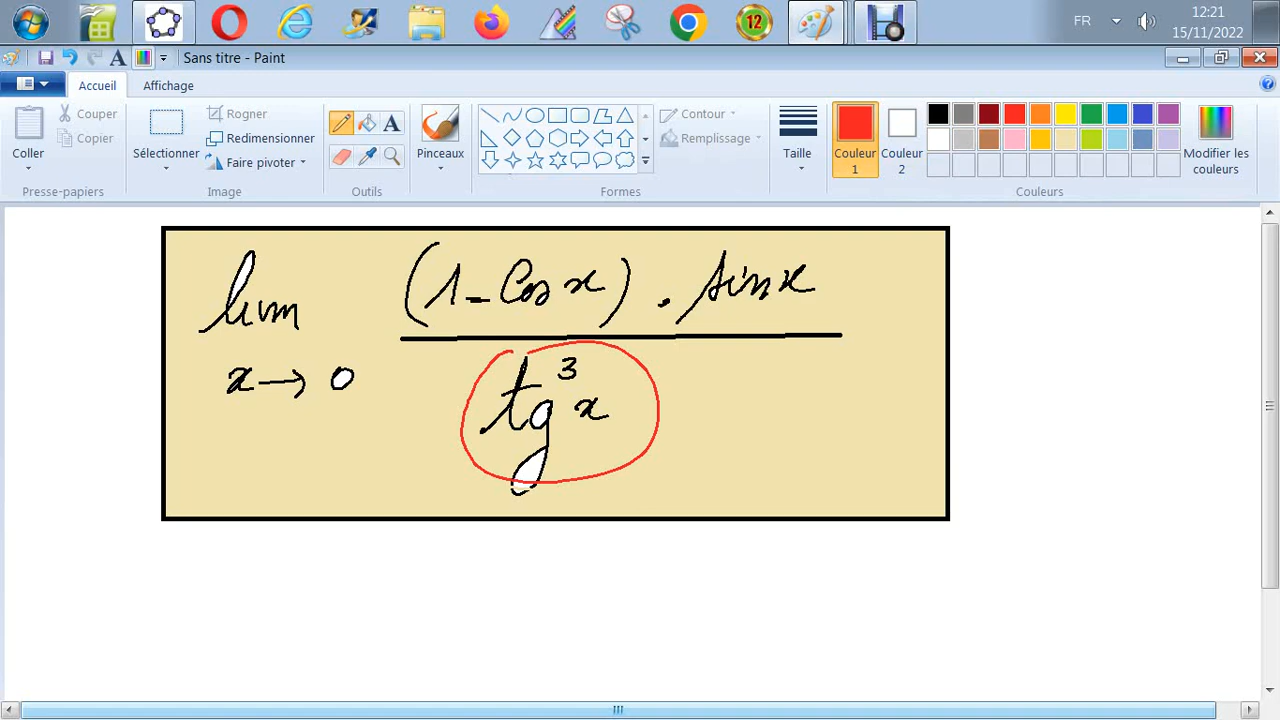 12
FR
12:21
15/11/2022
Sans titre - Paint
Accueil Affichage
Coller
Couper
Copier
Presse-papiers
Sélectionner
Rogner
Redimensionner
Faire pivoter
Image
A
Outils
Pinceaux
Contour
Remplissage
Formes
Taille
Couleur 1
Couleur 2
Modifier les couleurs
Couleurs
lim (1 - Cos x) . sin x
x → 0 tg³ x